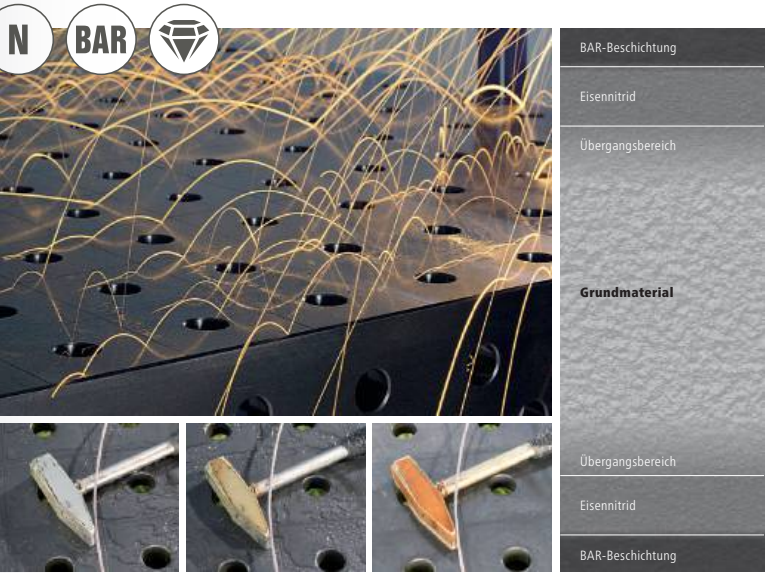 N
BAR
BAR-Beschichtung
Eisennitrid
Übergangsbereich
Grundmaterial
Übergangsbereich
Eisennitrid
BAR-Beschichtung